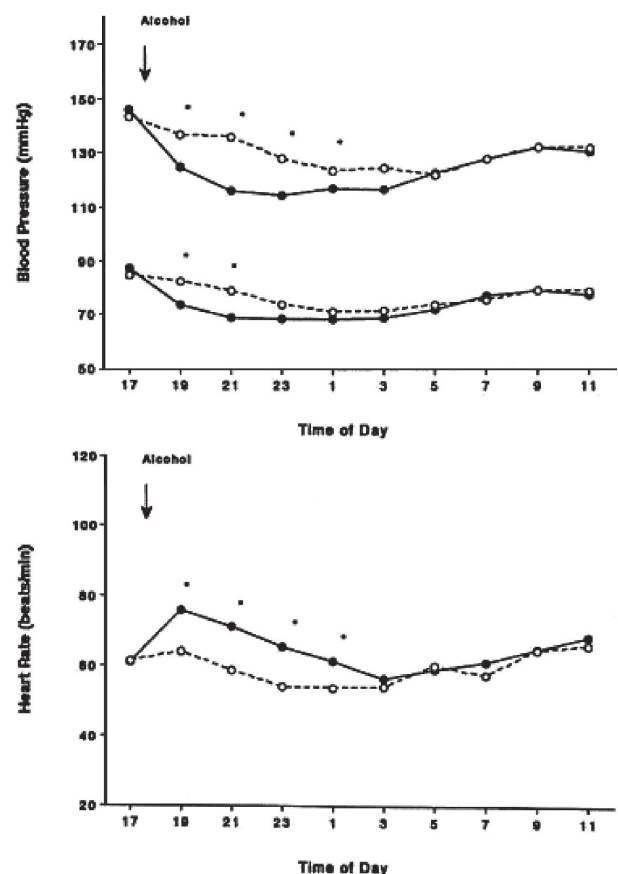 Alcohol
170
150
130
110
90
70
50
Blood Pressure (mmHg)
17 19 21 23 1 3 5 7 9 11
Time of Day
Alcohol
120
100
80
60
40
20
Heart Rate (beats/min)
17 19 21 23 1 3 5 7 9 11
Time of Day